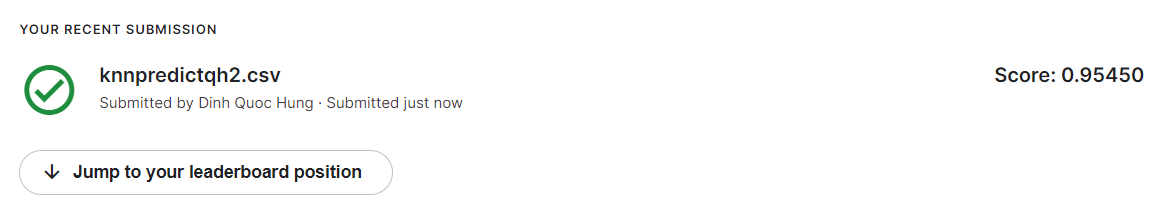 YOUR RECENT SUBMISSION
knnpredictqh2.csv
Score: 0.95450
Submitted by Dinh Quoc Hung · Submitted just now
Jump to your leaderboard position